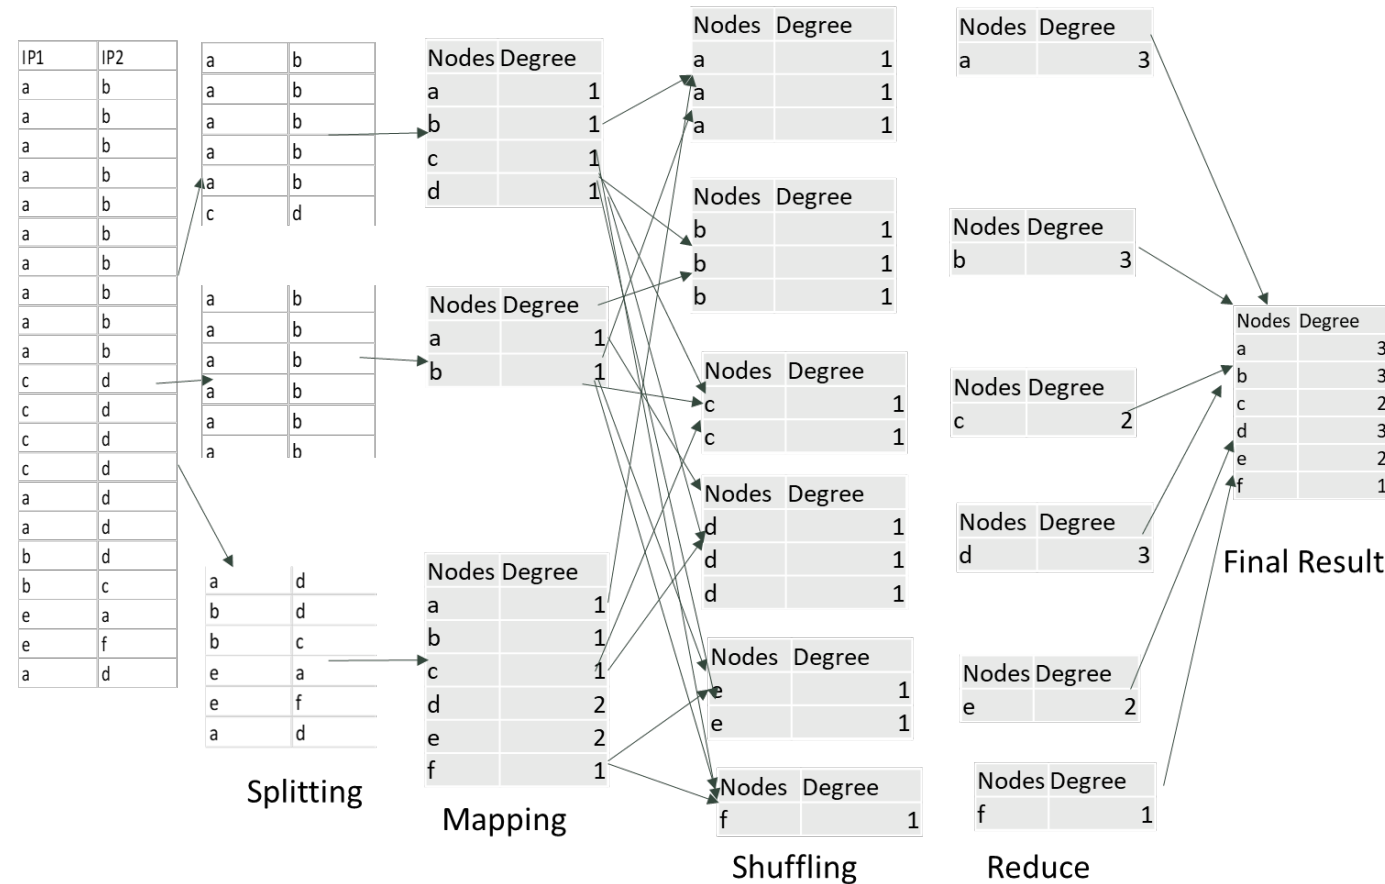 IP1 IP2
a b
a b
a b
a b
a b
a b
a b
a b
a b
a b
c d
c d
c d
c d
a d
a d
b d
b c
e a
e f
a d
a b
a b
a b
a b
a b
c d
a b
a b
a b
a b
a b
a b
a d
b d
b c
e a
e f
a d
Splitting
Nodes Degree
a 1
b 1
c 1
d 1
Nodes Degree
a 1
b 1
Nodes Degree
a 1
b 1
c 1
d 2
e 2
f 1
Mapping
Nodes Degree
a 1
a 1
a 1
Nodes Degree
b 1
b 1
b 1
Nodes Degree
c 1
c 1
Nodes Degree
d 1
d 1
d 1
Nodes Degree
e 1
e 1
Nodes Degree
f 1
Shuffling
Nodes Degree
a 3
Nodes Degree
b 3
Nodes Degree
c 2
Nodes Degree
d 3
Nodes Degree
e 2
Nodes Degree
f 1
Reduce
Nodes Degree
a 3
b 3
c 2
d 3
e 2
f 1
Final Result